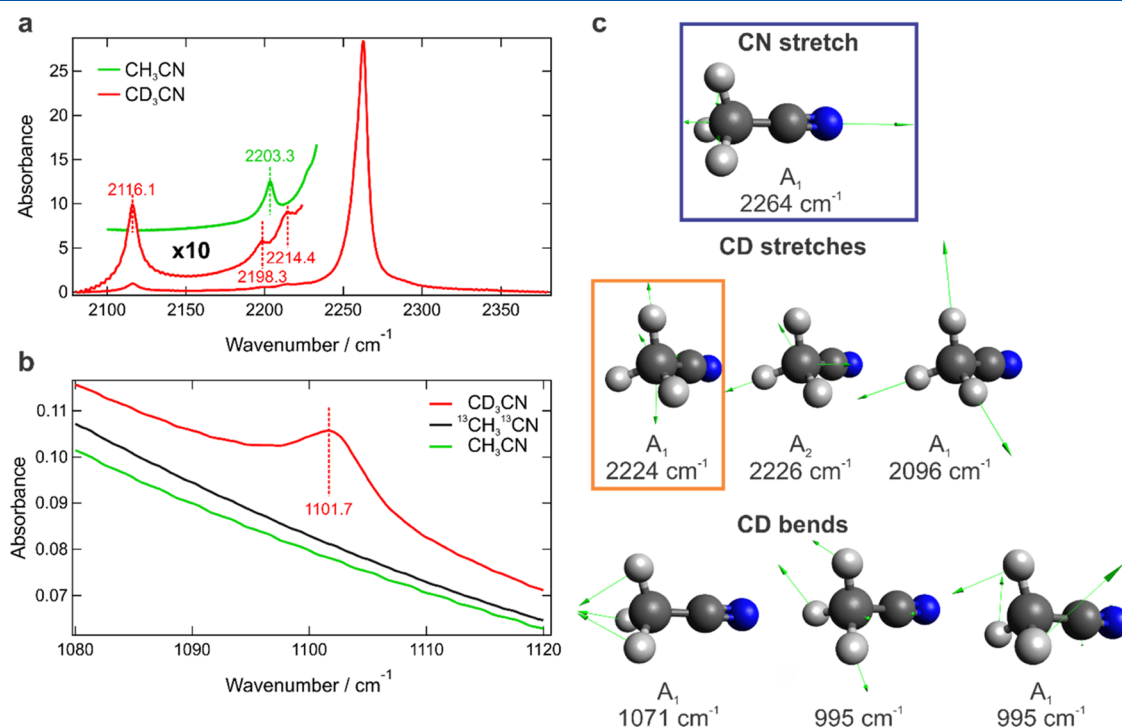 a
CH₃CN
CD₃CN
2203.3
2116.1
x10
2214.4
2198.3
Absorbance
25
20
15
10
5
0
2100
2150
2200
2250
2300
2350
Wavenumber / cm⁻¹
b
CD₃CN
¹³CH₃¹³CN
CH₃CN
1101.7
Absorbance
0.11
0.10
0.09
0.08
0.07
1080
1090
1100
1110
1120
Wavenumber / cm⁻¹
c
CN stretch
A₁
2264 cm⁻¹
CD stretches
A₁
2224 cm⁻¹
A₂
2226 cm⁻¹
A₁
2096 cm⁻¹
CD bends
A₁
1071 cm⁻¹
995 cm⁻¹
A₁
995 cm⁻¹